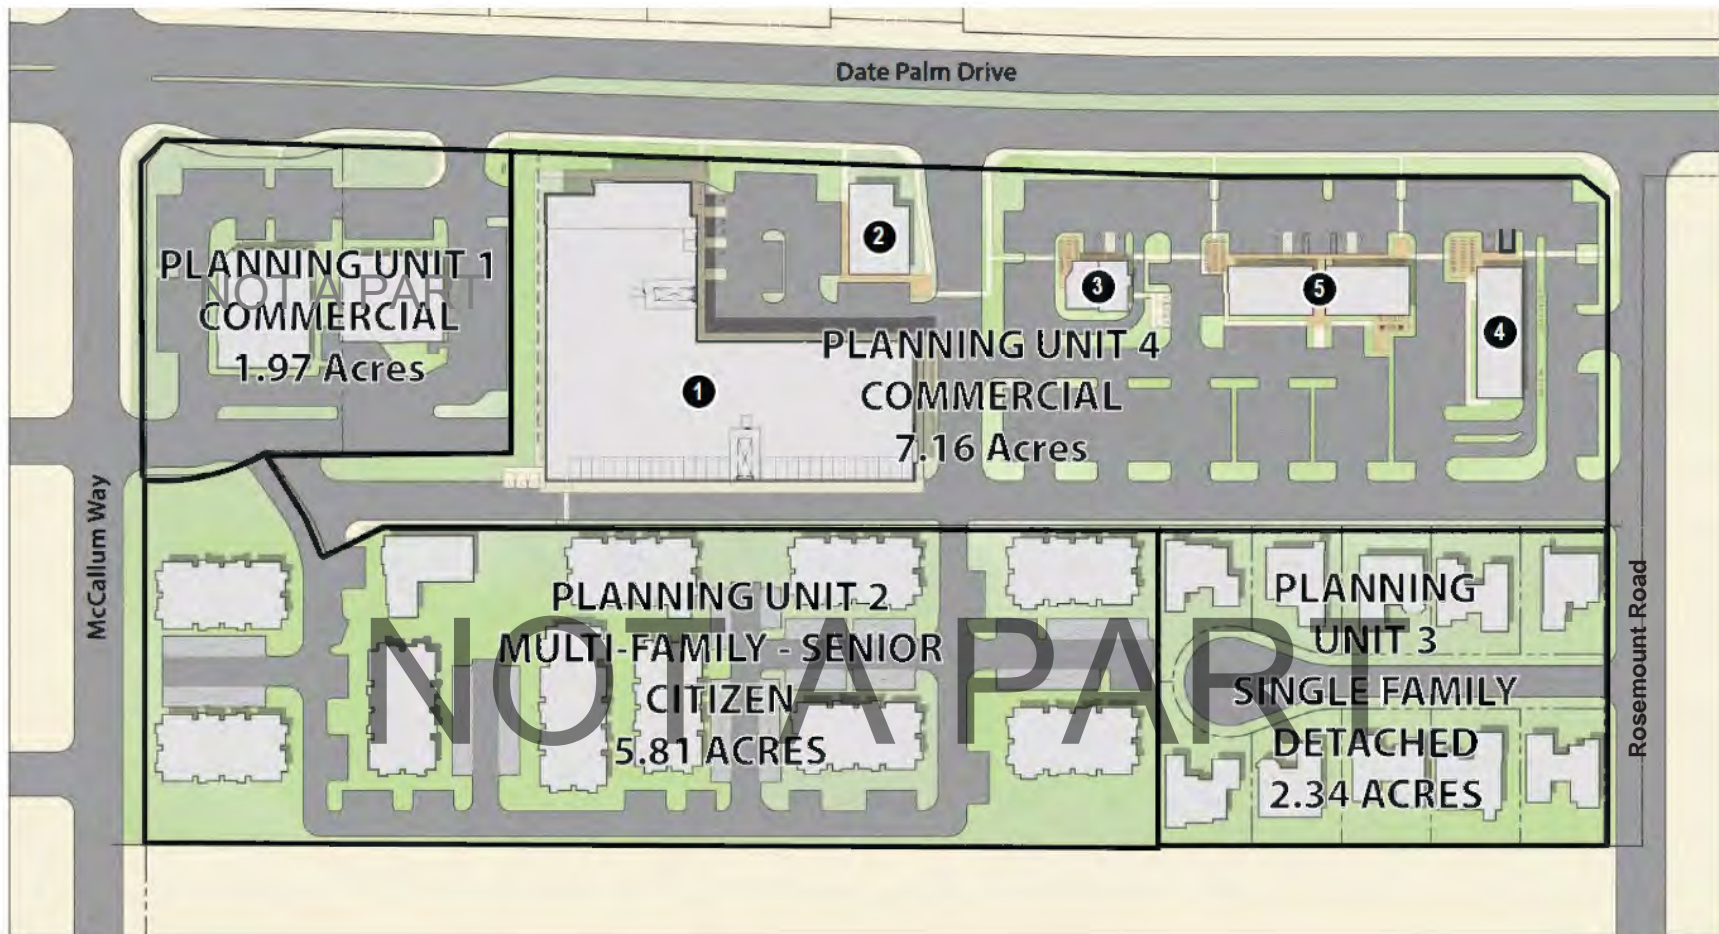 Date Palm Drive
PLANNING UNIT 1
NOT A PART
COMMERCIAL
1.97 Acres
2
3
5
4
1
PLANNING UNIT 4
COMMERCIAL
7.16 Acres
McCallum Way
PLANNING UNIT 2
MULTI-FAMILY - SENIOR
CITIZEN
5.81 ACRES
NOT A PART
PLANNING
UNIT 3
SINGLE FAMILY
DETACHED
2.34 ACRES
Rosemount Road